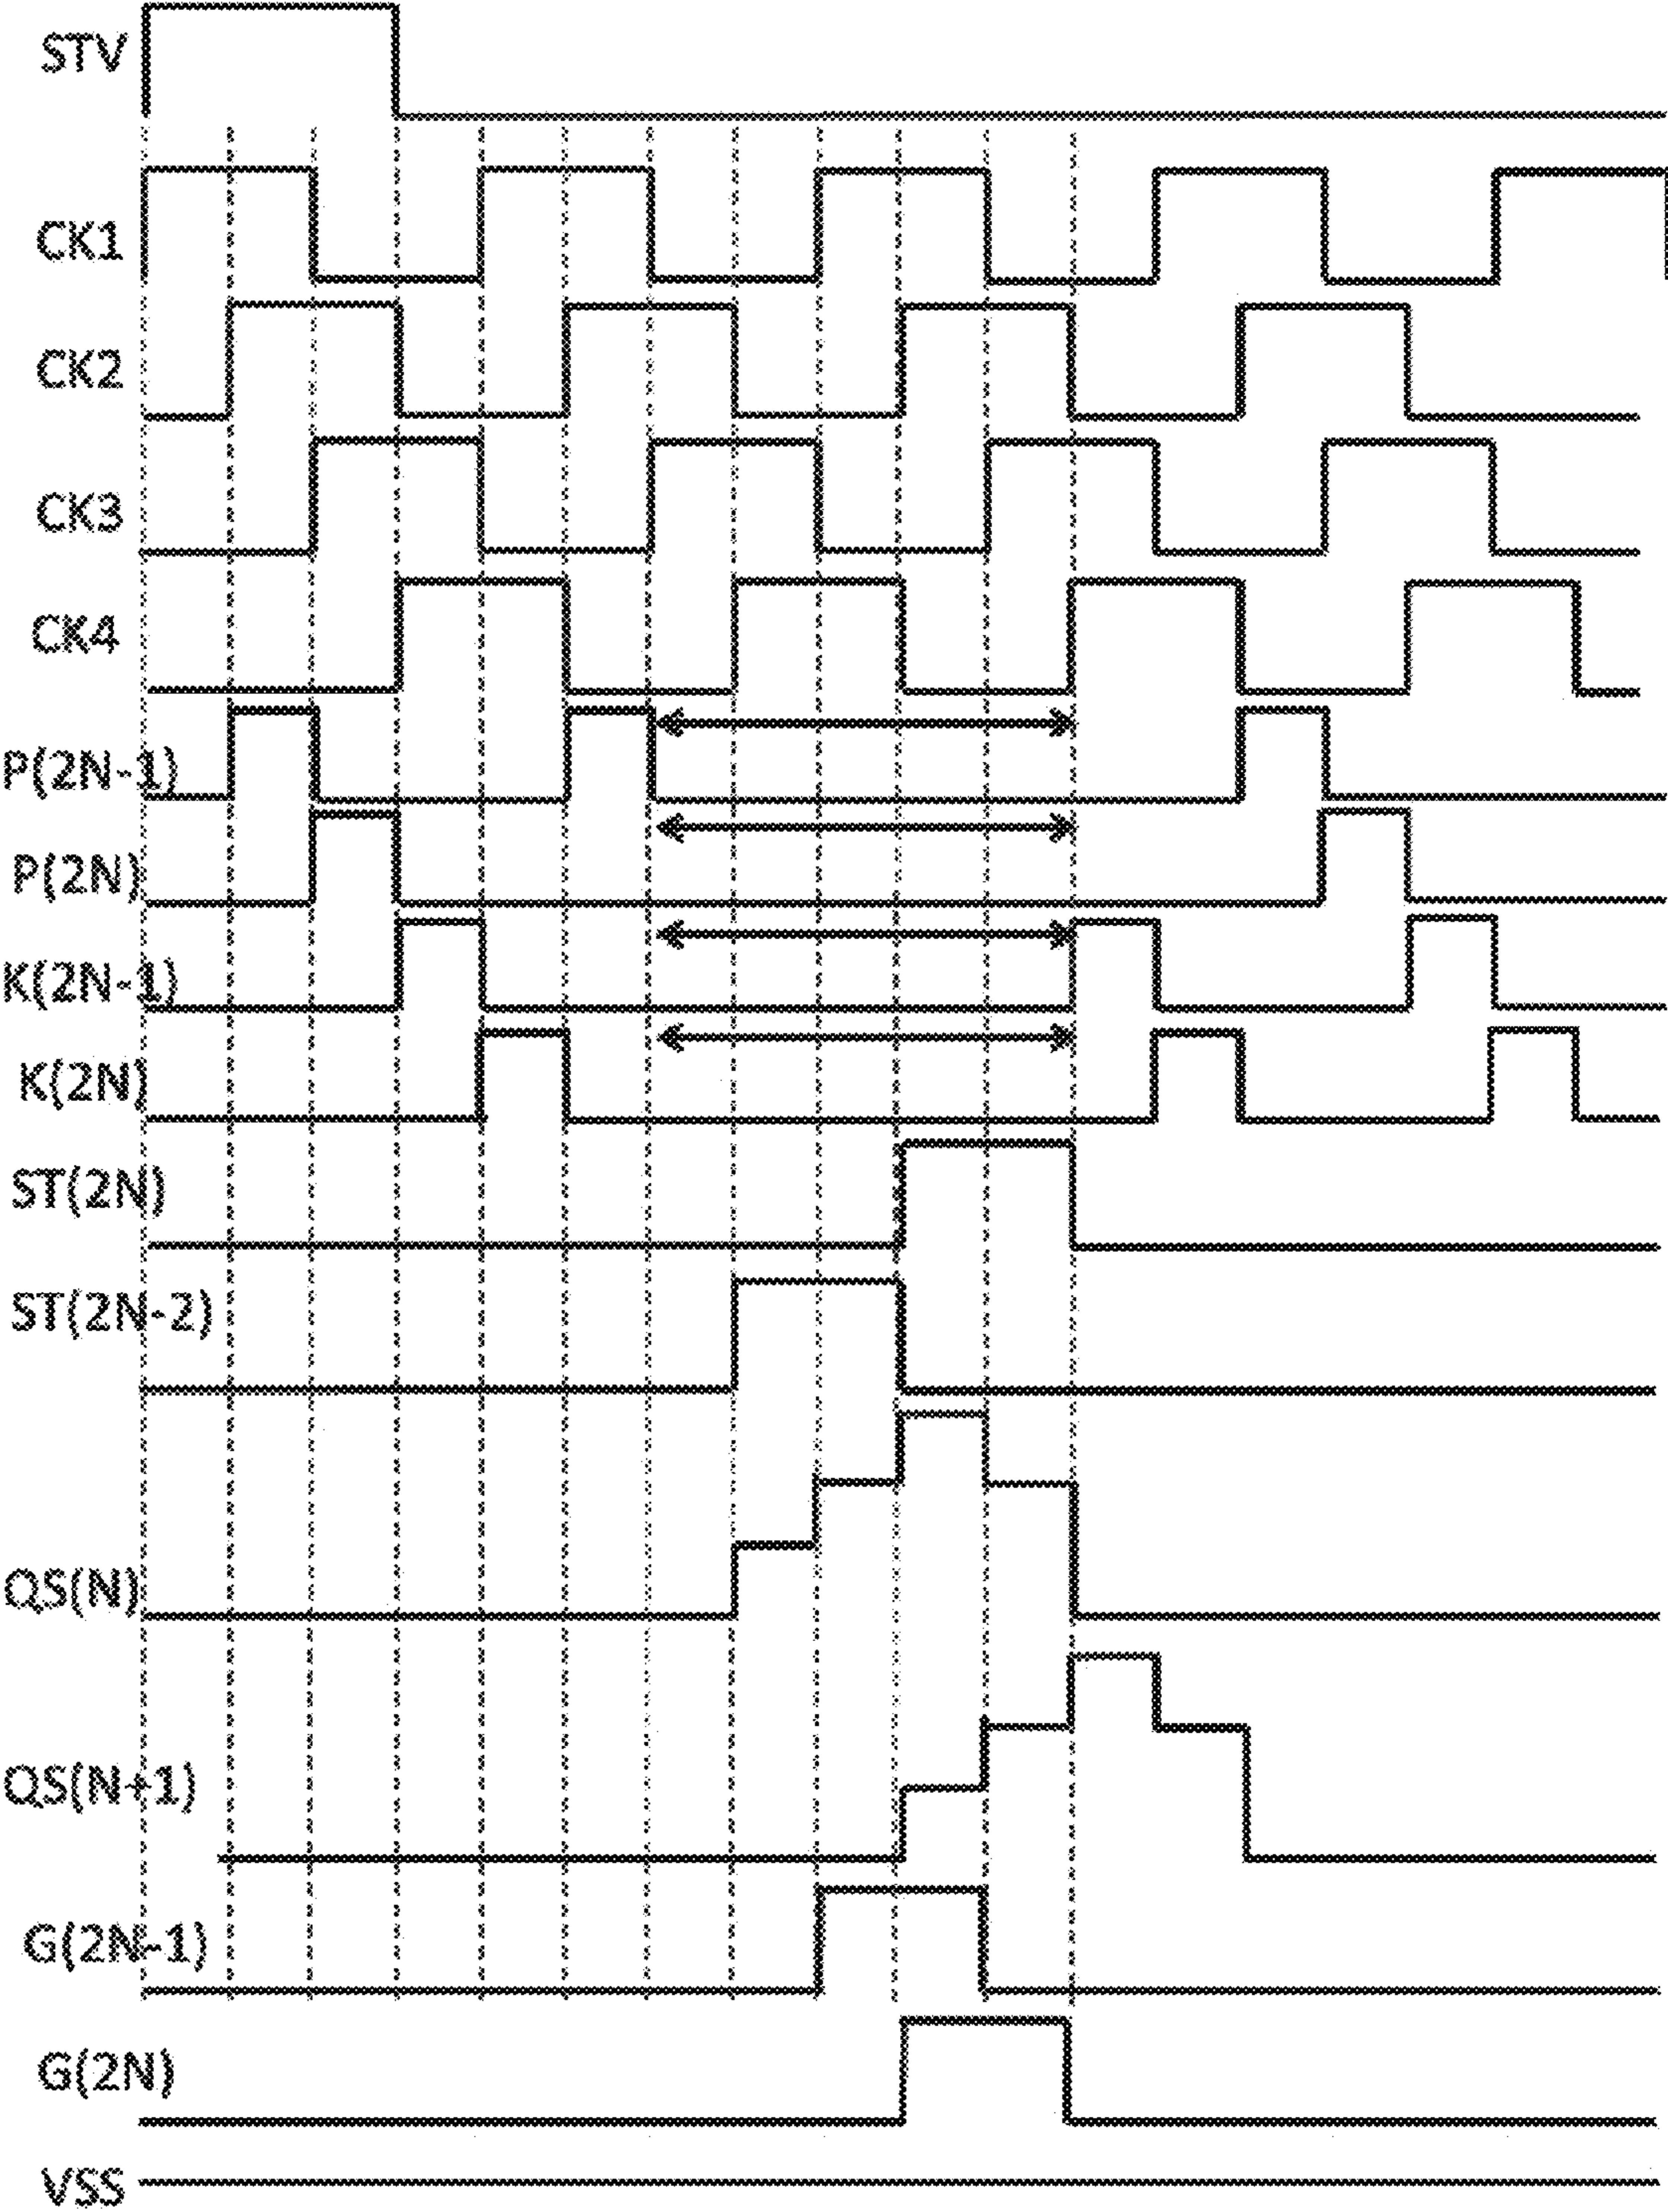 STV
CK1
CK2
CK3
CK4
P(2N-1)
P(2N)
K(2N-1)
K(2N)
ST(2N)
ST(2N-2)
QS(N)
QS(N+1)
G(2N-1)
G(2N)
VSS